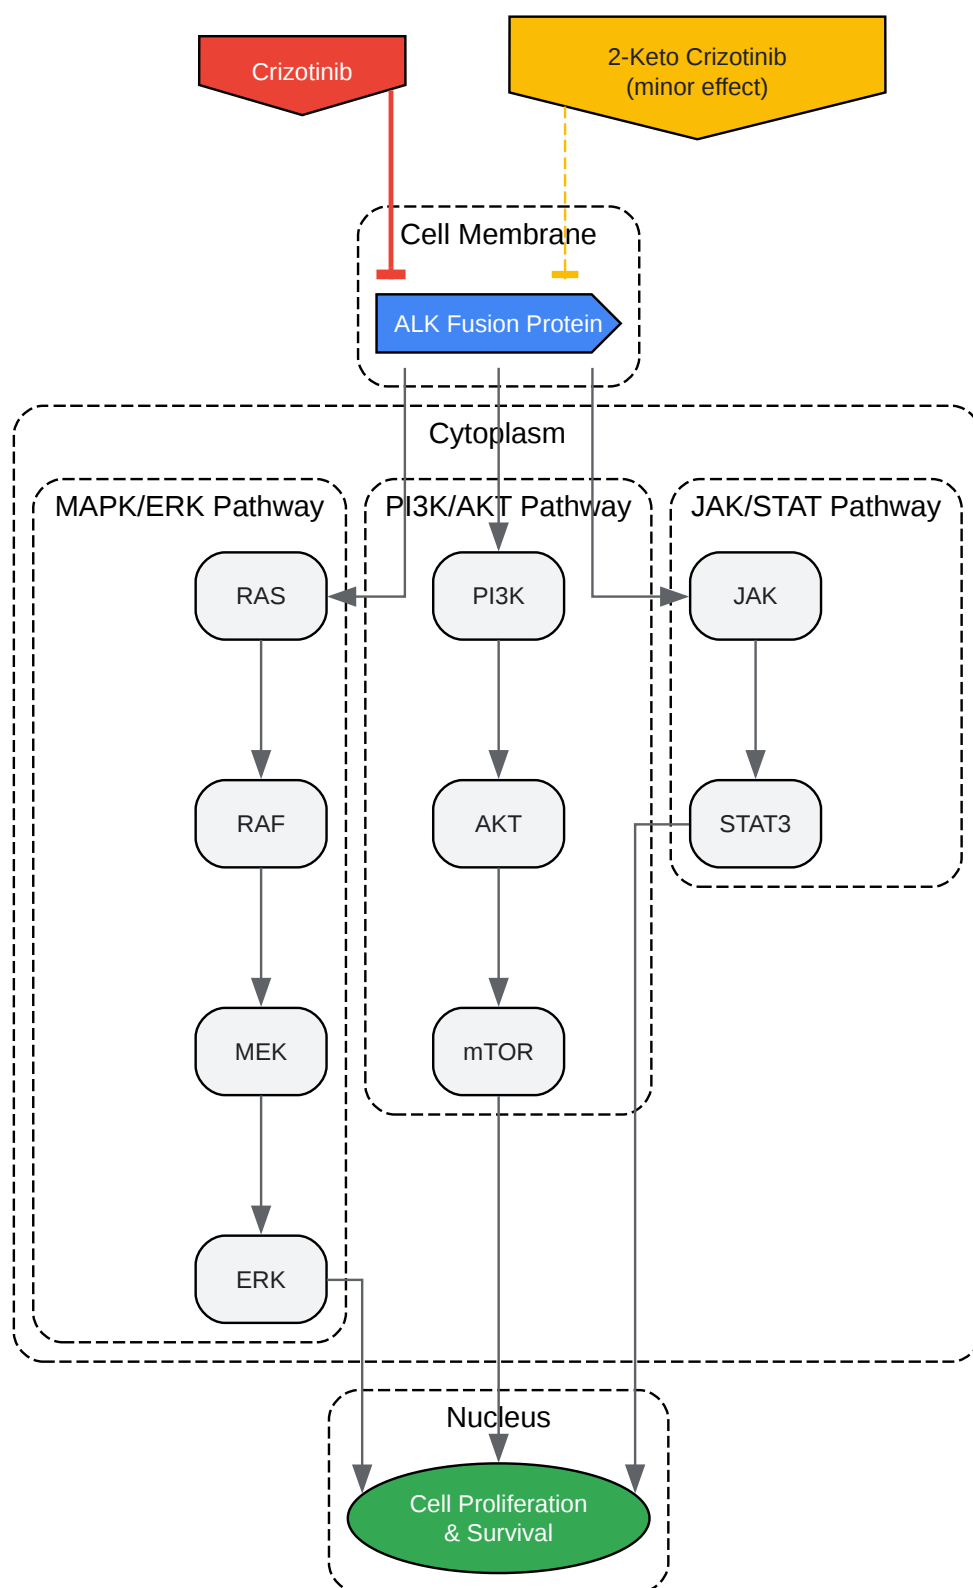 Crizotinib
2-Keto Crizotinib
(minor effect)
Cell Membrane
ALK Fusion Protein
Cytoplasm
MAPK/ERK Pathway
PI3K/AKT Pathway
JAK/STAT Pathway
RAS
PI3K
JAK
RAF
AKT
STAT3
MEK
mTOR
ERK
Nucleus
Cell Proliferation
& Survival